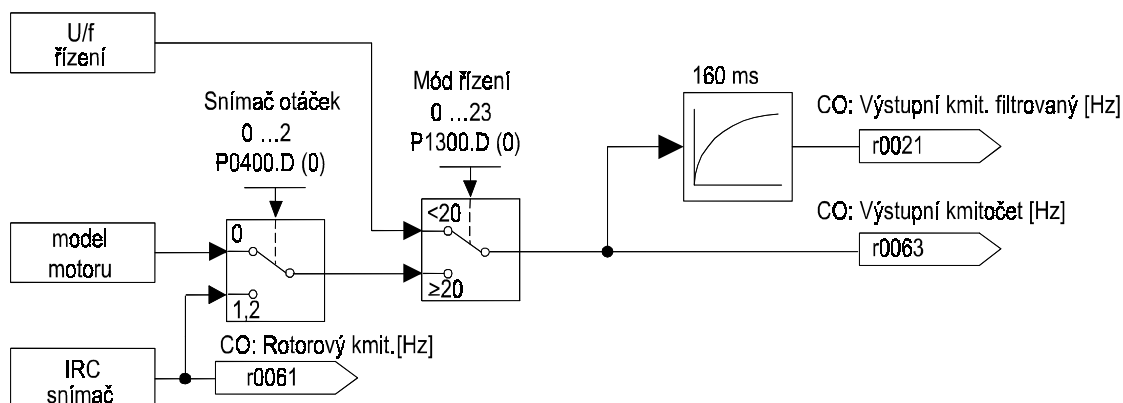 U/f
řízení
Snímač otáček
0 ...2
P0400.D (0)
Mód řízení
0 ...23
P1300.D (0)
160 ms
CO: Výstupní kmit. filtrovaný [Hz]
r0021
<20
≥20
CO: Výstupní kmitočet [Hz]
r0063
model
motoru
0
1,2
CO: Rotorový kmit.[Hz]
r0061
IRC
snímač